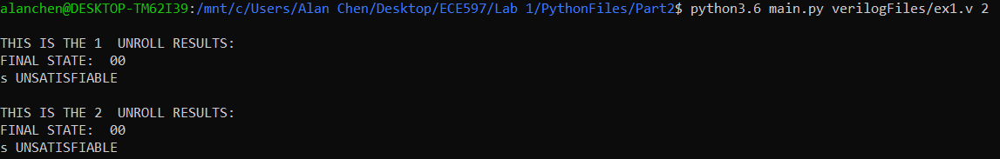 alanchen@DESKTOP-TM62I39:/mnt/c/Users/Alan Chen/Desktop/ECE597/Lab 1/PythonFiles/Part2$ python3.6 main.py verilogFiles/ex1.v 2
THIS IS THE 1  UNROLL RESULTS:
FINAL STATE:  00
s UNSATISFIABLE
THIS IS THE 2  UNROLL RESULTS:
FINAL STATE:  00
s UNSATISFIABLE